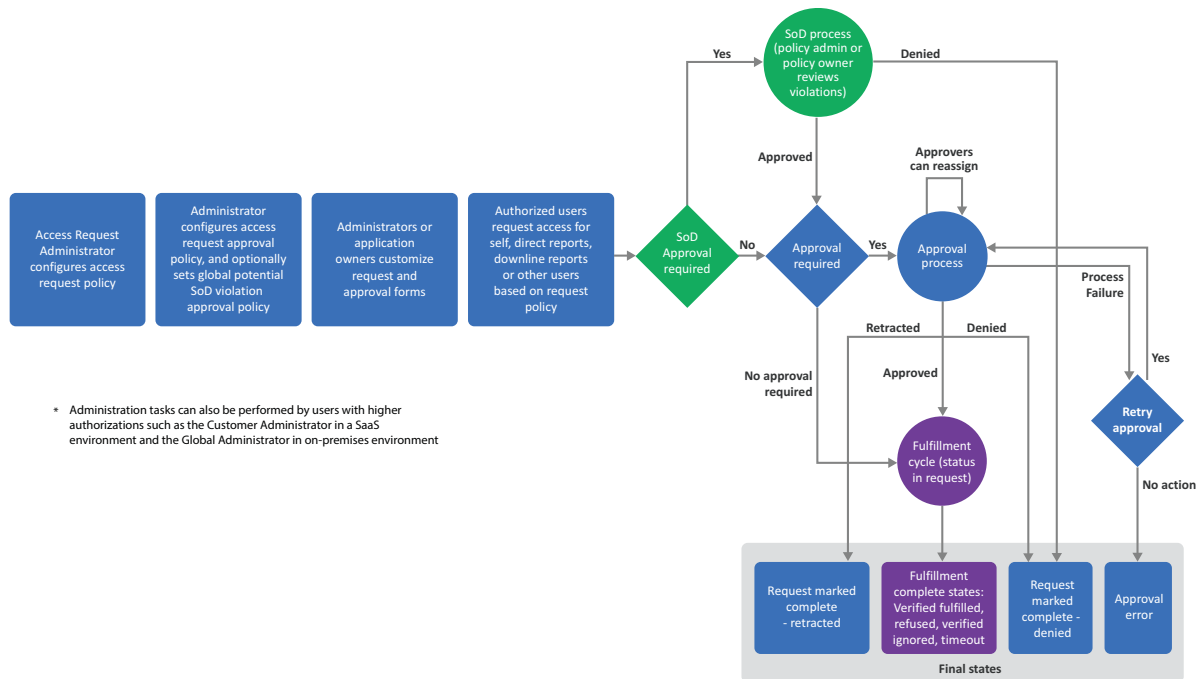 SoD process
(policy admin or
policy owner
reviews
violations)
Yes
Denied
Approved
Approvers
can reassign
Access Request
Administrator
configures access
request policy
Administrator
configures access
request approval
policy, and optionally
sets global potential
SoD violation
approval policy
Administrators or
application
owners customize
request and
approval forms
Authorized users
request access for
self, direct reports,
downline reports
or other users
based on request
policy
SoD
Approval
required
No
Approval
required
Yes
Approval
process
Process
Failure
Retracted
Denied
Yes
No approval
required
Approved
Retry
approval
* Administration tasks can also be performed by users with higher
authorizations such as the Customer Administrator in a SaaS
environment and the Global Administrator in on-premises environment
Fulfillment
cycle (status
in request)
No action
Request marked
complete
- retracted
Fulfillment
complete states:
Verified fulfilled,
refused, verified
ignored, timeout
Request
marked
complete -
denied
Approval
error
Final states